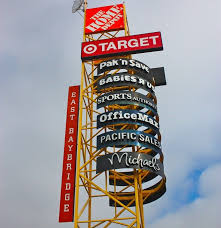 THE
HOME
DEPOT
TARGET
Pak'n Save
BABIES R US
SPORTS AUTHORITY
OfficeMax
PACIFIC SALES
Michaels
EAST BAYBRIDGE